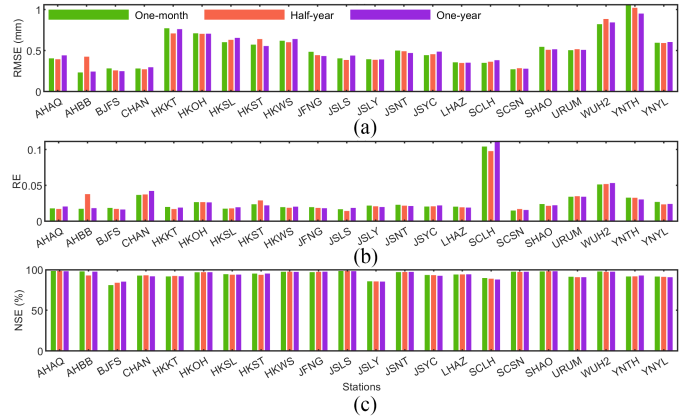 One-month Half-year One-year
RMSE (mm)
1
0.5
0
AHAQ AHBB BJFS CHAN HKKT HKOH HKSL HKST HKWS JFNG JSLS JSLY JSNT JSYC LHAZ SCLH SCSN SHAO URUM WUH2 YNTH YNYL
(a)
RE
0.1
0.05
0
AHAQ AHBB BJFS CHAN HKKT HKOH HKSL HKST HKWS JFNG JSLS JSLY JSNT JSYC LHAZ SCLH SCSN SHAO URUM WUH2 YNTH YNYL
(b)
NSE (%)
100
50
0
AHAQ AHBB BJFS CHAN HKKT HKOH HKSL HKST HKWS JFNG JSLS JSLY JSNT JSYC LHAZ SCLH SCSN SHAO URUM WUH2 YNTH YNYL
Stations
(c)